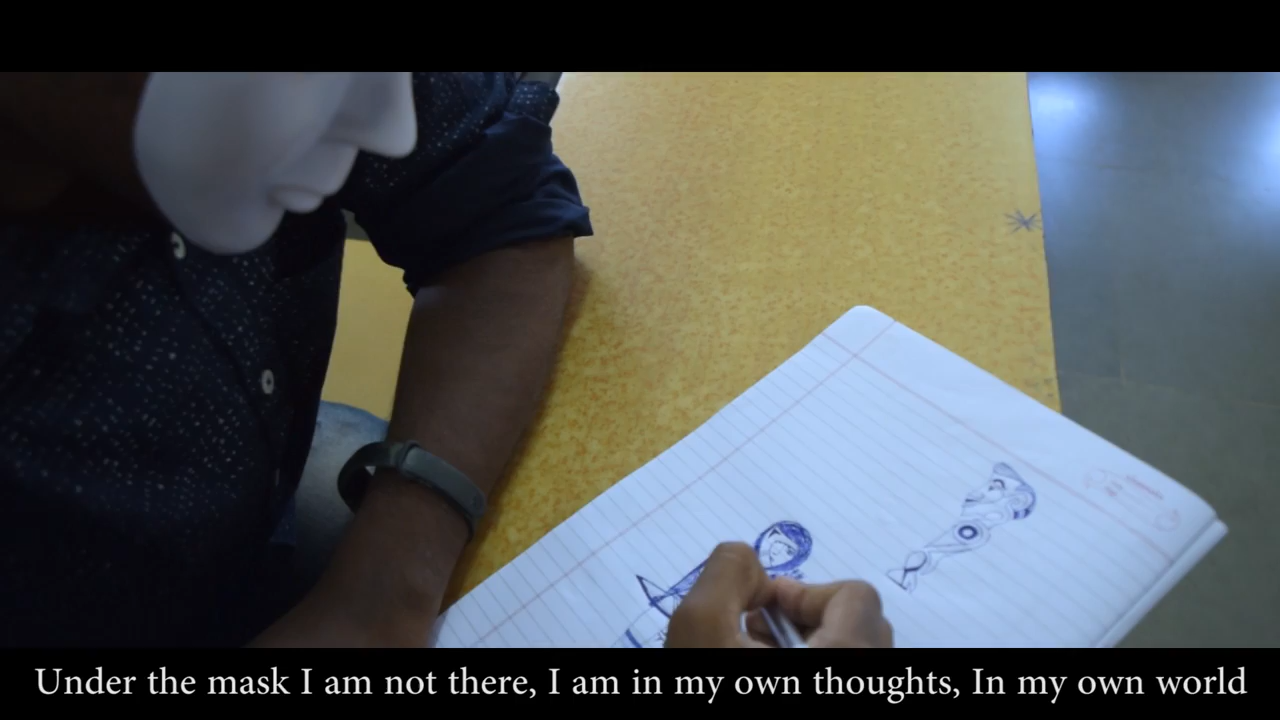 Under the mask I am not there, I am in my own thoughts, In my own world